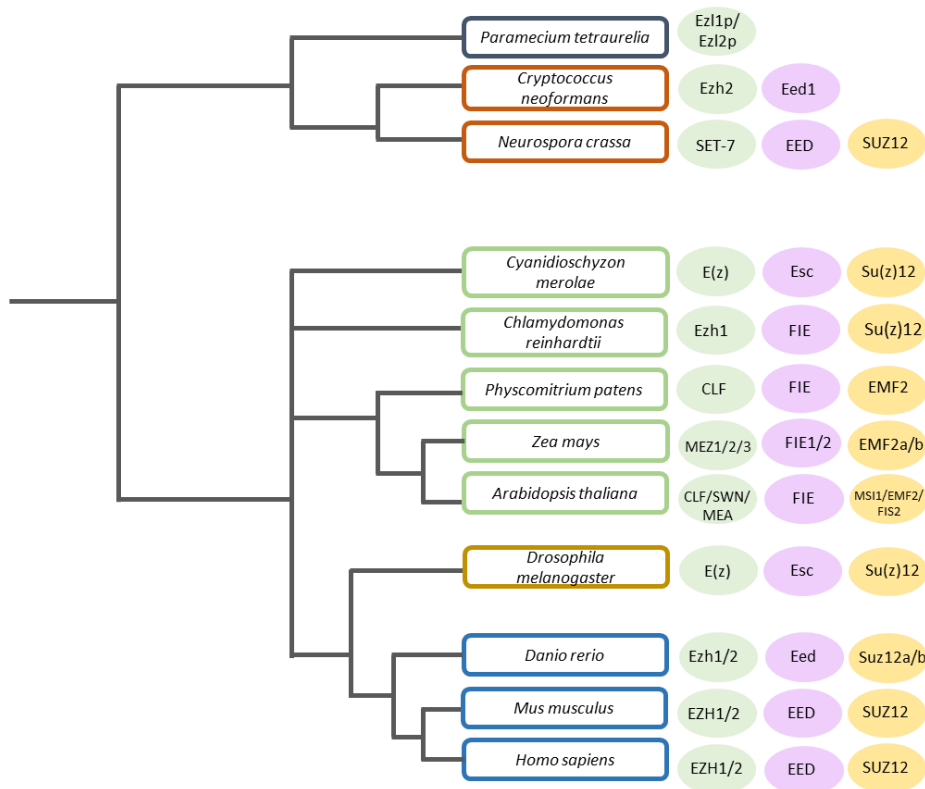 Paramecium tetraurelia
Ezl1p/
Ezl2p
Cryptococcus
neoformans
Ezh2
Eed1
Neurospora crassa
SET-7
EED
SUZ12
Cyanidioschyzon
merolae
E(z)
Esc
Su(z)12
Chlamydomonas
reinhardtii
Ezh1
FIE
Su(z)12
Physcomitrium patens
CLF
FIE
EMF2
Zea mays
MEZ1/2/3
FIE1/2
EMF2a/b
Arabidopsis thaliana
CLF/SWN/
MEA
FIE
MSI1/EMF2/
FIS2
Drosophila
melanogaster
E(z)
Esc
Su(z)12
Danio rerio
Ezh1/2
Eed
Suz12a/b
Mus musculus
EZH1/2
EED
SUZ12
Homo sapiens
EZH1/2
EED
SUZ12